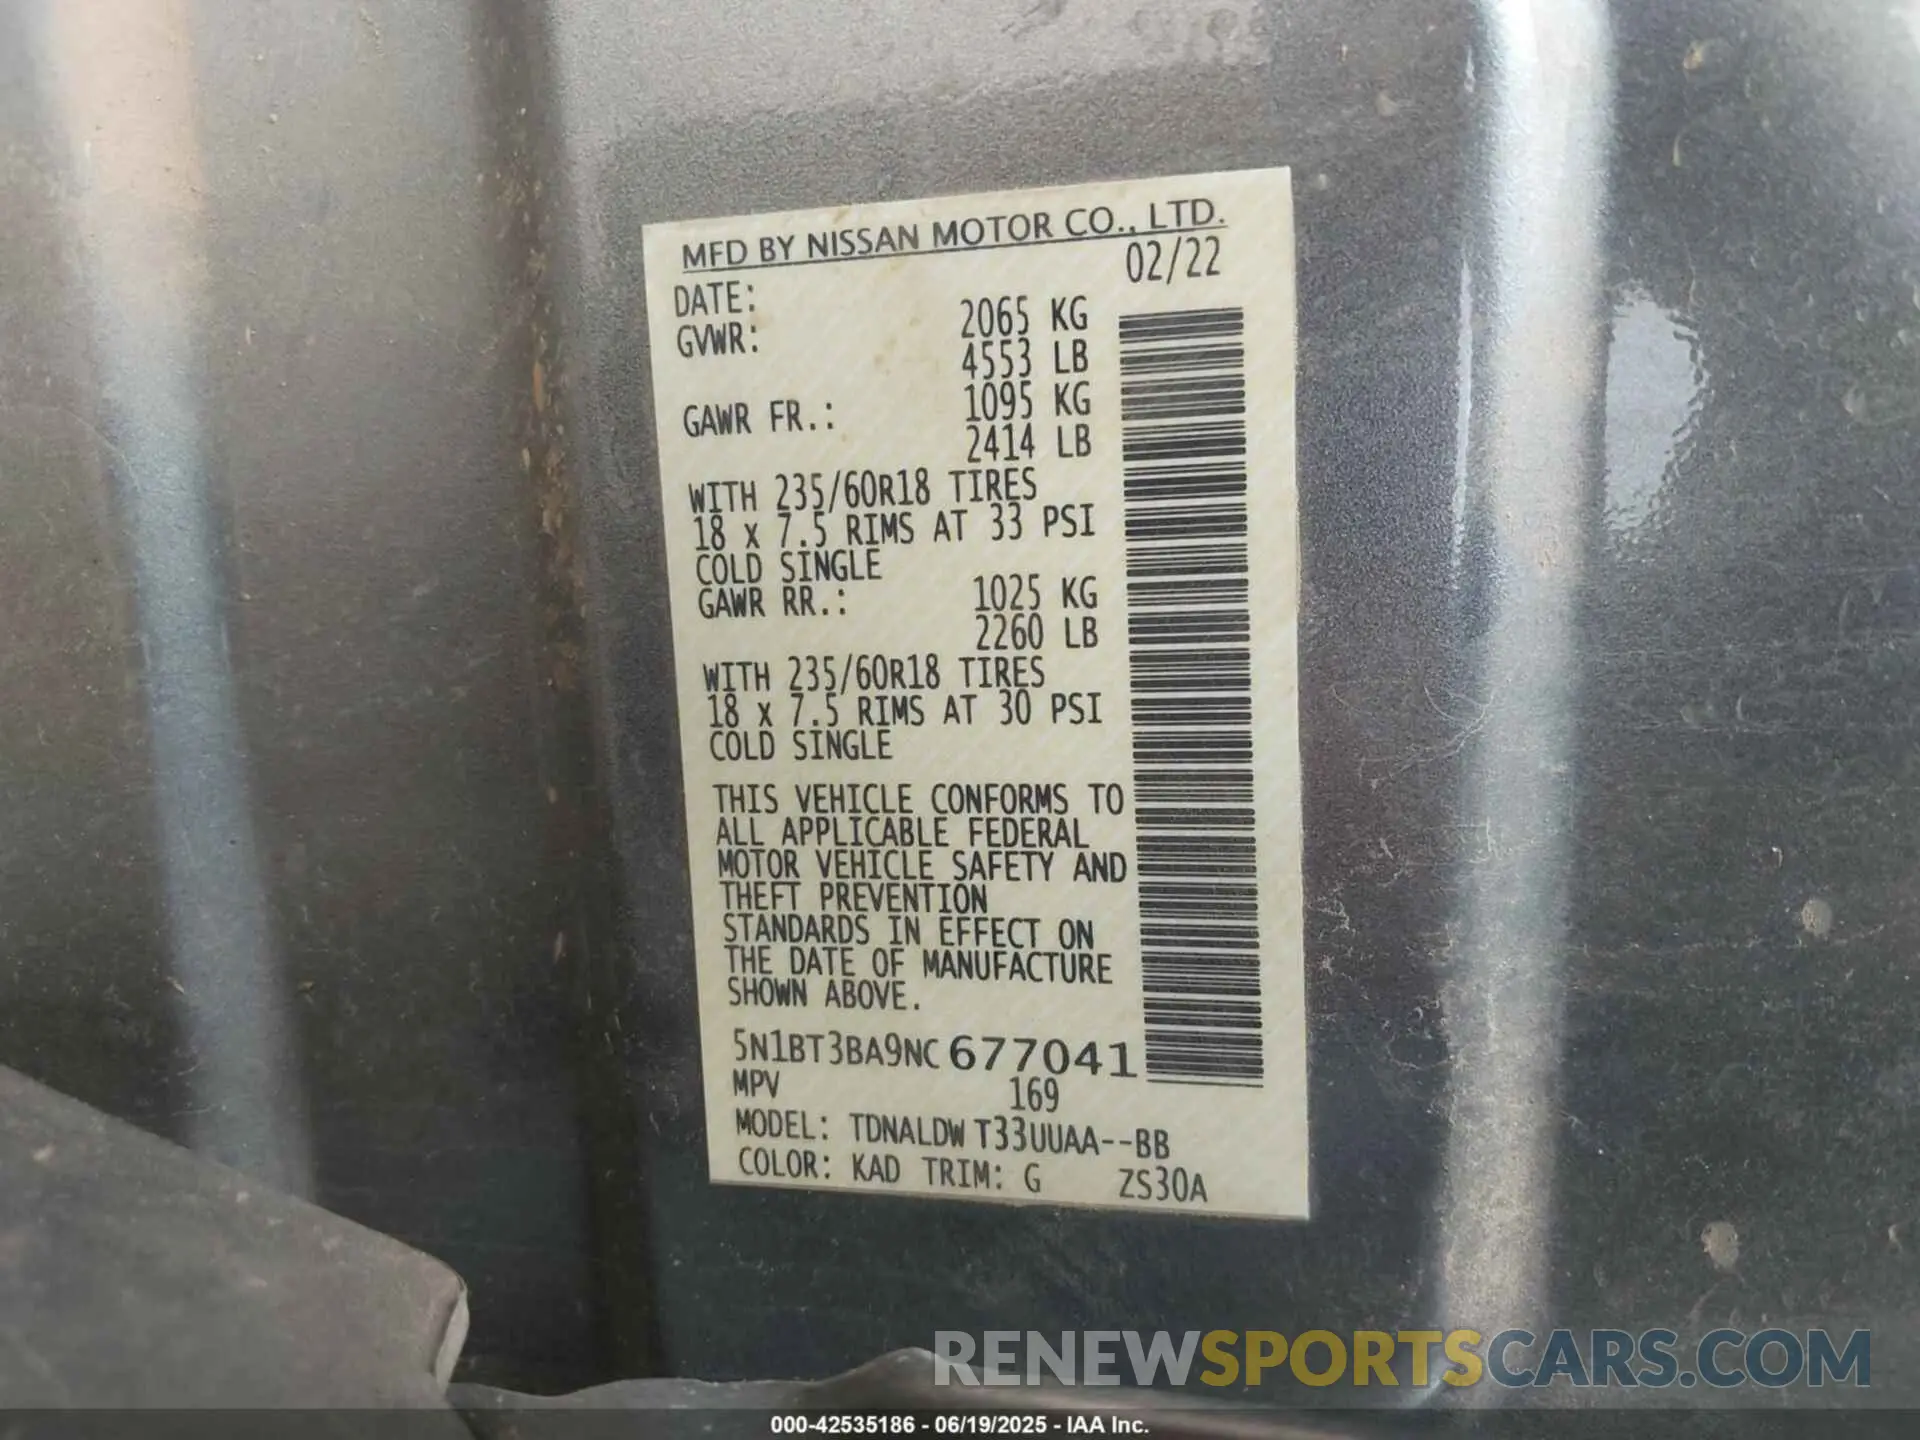 MFD BY NISSAN MOTOR CO., LTD.
DATE: 02/22
GVWR: 2065 KG
4553 LB
GAWR FR.: 1095 KG
2414 LB
WITH 235/60R18 TIRES
18 x 7.5 RIMS AT 33 PSI
COLD SINGLE
GAWR RR.: 1025 KG
2260 LB
WITH 235/60R18 TIRES
18 x 7.5 RIMS AT 30 PSI
COLD SINGLE
THIS VEHICLE CONFORMS TO
ALL APPLICABLE FEDERAL
MOTOR VEHICLE SAFETY AND
THEFT PREVENTION
STANDARDS IN EFFECT ON
THE DATE OF MANUFACTURE
SHOWN ABOVE.
5N1BT3BA9NC677041
MPV 169
MODEL: TDNALDW T33UUAA--BB
COLOR: KAD TRIM: G ZS30A
RENEWSPORTSCARS.COM
000-42535186 - 06/19/2025 - IAA Inc.